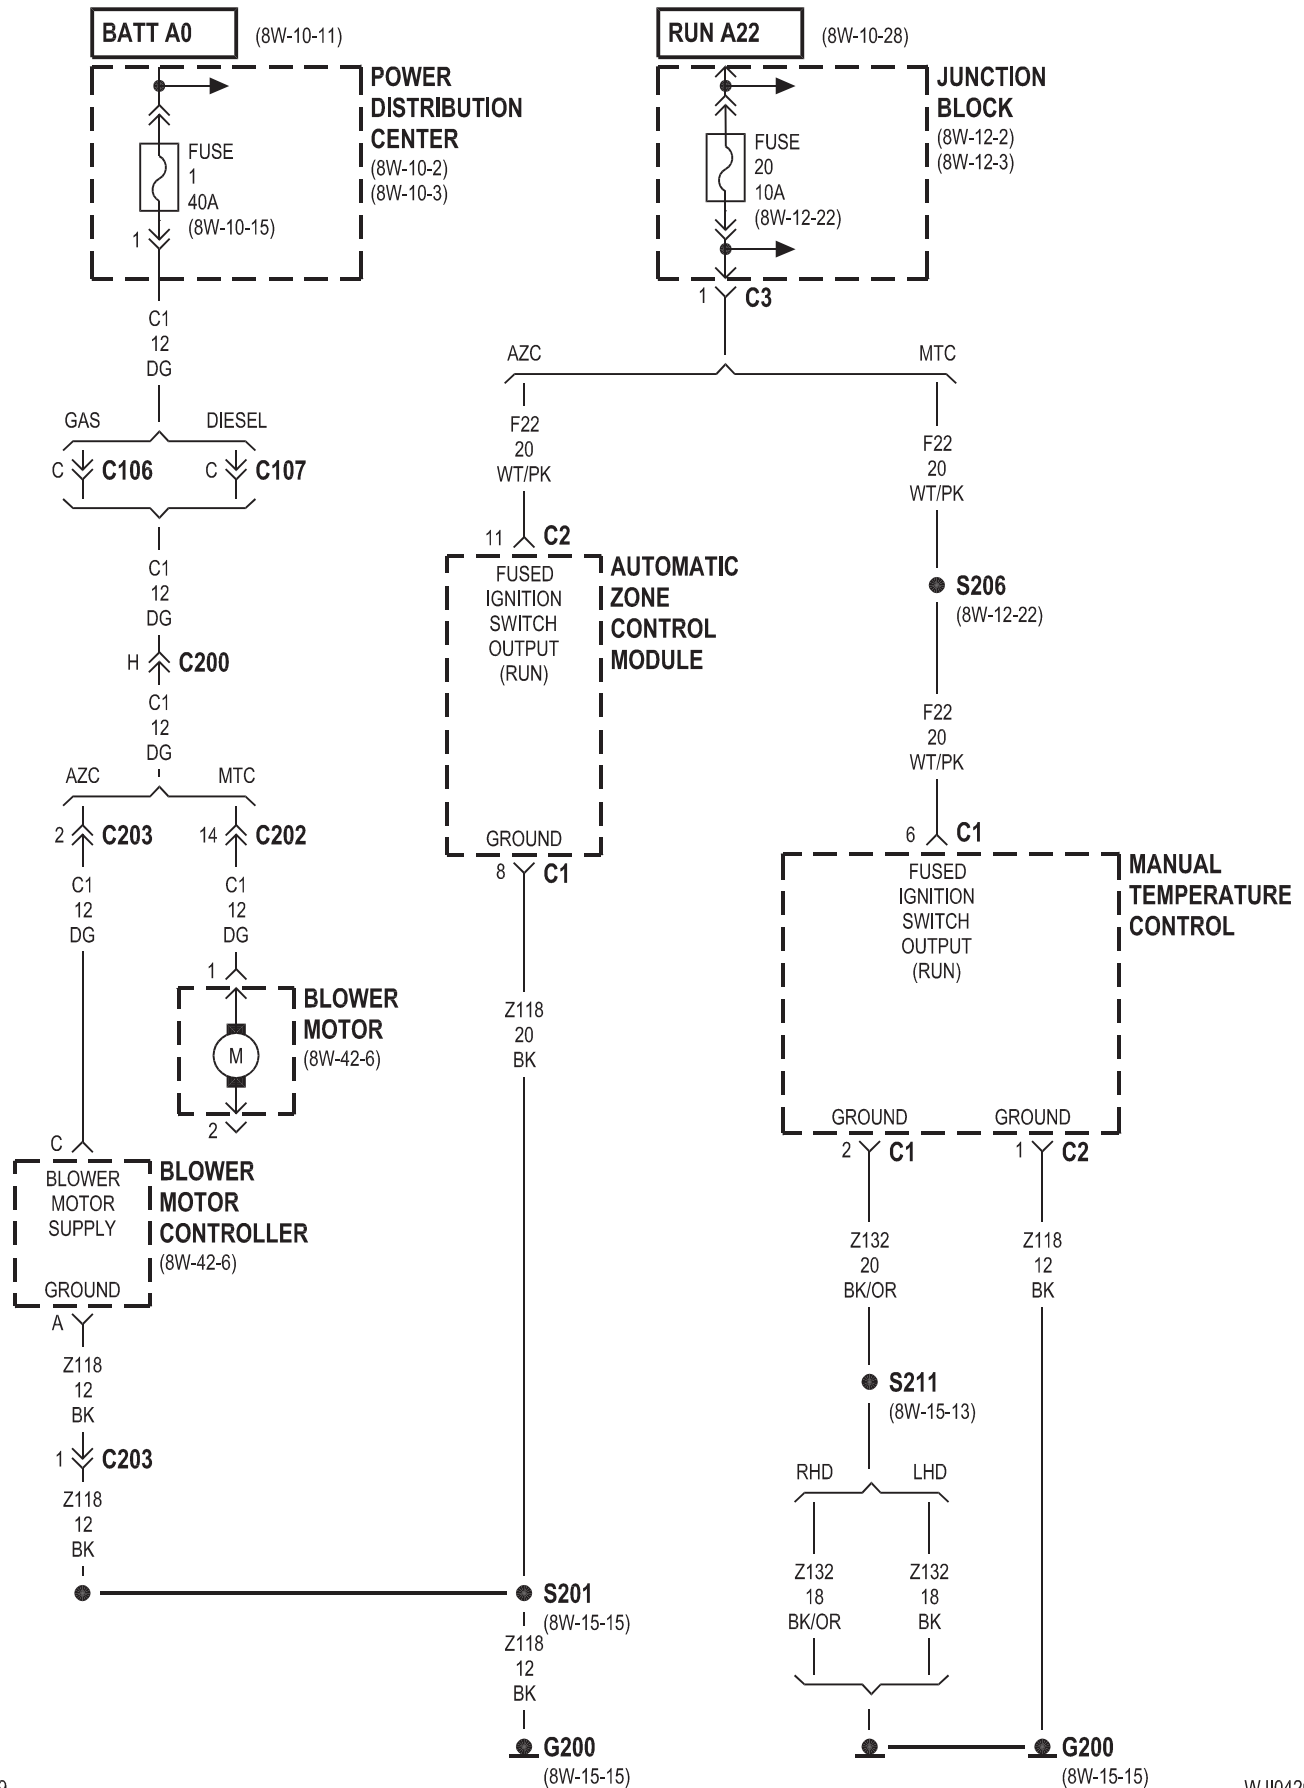 BATT A0
(8W-10-11)
POWER
DISTRIBUTION
CENTER
(8W-10-2)
(8W-10-3)
FUSE
1
40A
(8W-10-15)
1
C1
12
DG
GAS
DIESEL
C
C106
C
C107
C1
12
DG
H
C200
C1
12
DG
AZC
MTC
2
C203
14
C202
C1
12
DG
C1
12
DG
1
BLOWER
MOTOR
(8W-42-6)
M
2
C
BLOWER
MOTOR
SUPPLY
GROUND
BLOWER
MOTOR
CONTROLLER
(8W-42-6)
A
Z118
12
BK
1
C203
Z118
12
BK
RUN A22
(8W-10-28)
JUNCTION
BLOCK
(8W-12-2)
(8W-12-3)
FUSE
20
10A
(8W-12-22)
1
C3
AZC
MTC
F22
20
WT/PK
11
C2
FUSED
IGNITION
SWITCH
OUTPUT
(RUN)
AUTOMATIC
ZONE
CONTROL
MODULE
GROUND
8
C1
Z118
20
BK
S201
(8W-15-15)
Z118
12
BK
G200
(8W-15-15)
F22
20
WT/PK
S206
(8W-12-22)
F22
20
WT/PK
6
C1
FUSED
IGNITION
SWITCH
OUTPUT
(RUN)
MANUAL
TEMPERATURE
CONTROL
GROUND
GROUND
2
C1
1
C2
Z132
20
BK/OR
Z118
12
BK
S211
(8W-15-13)
RHD
LHD
Z132
18
BK/OR
Z132
18
BK
G200
(8W-15-15)